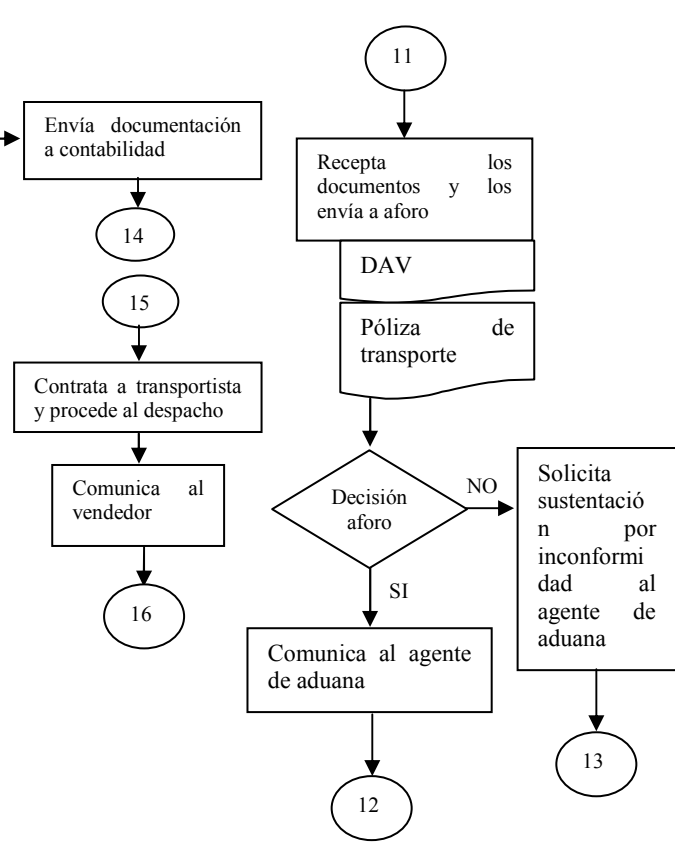 Envía documentación
a contabilidad
14
15
Contrata a transportista
y procede al despacho
Comunica al
vendedor
16
11
Recepta los
documentos y los
envía a aforo
DAV
Póliza de
transporte
Decisión
aforo
NO
SI
Comunica al agente
de aduana
12
Solicita
sustentació
n por
inconformi
dad al
agente de
aduana
13